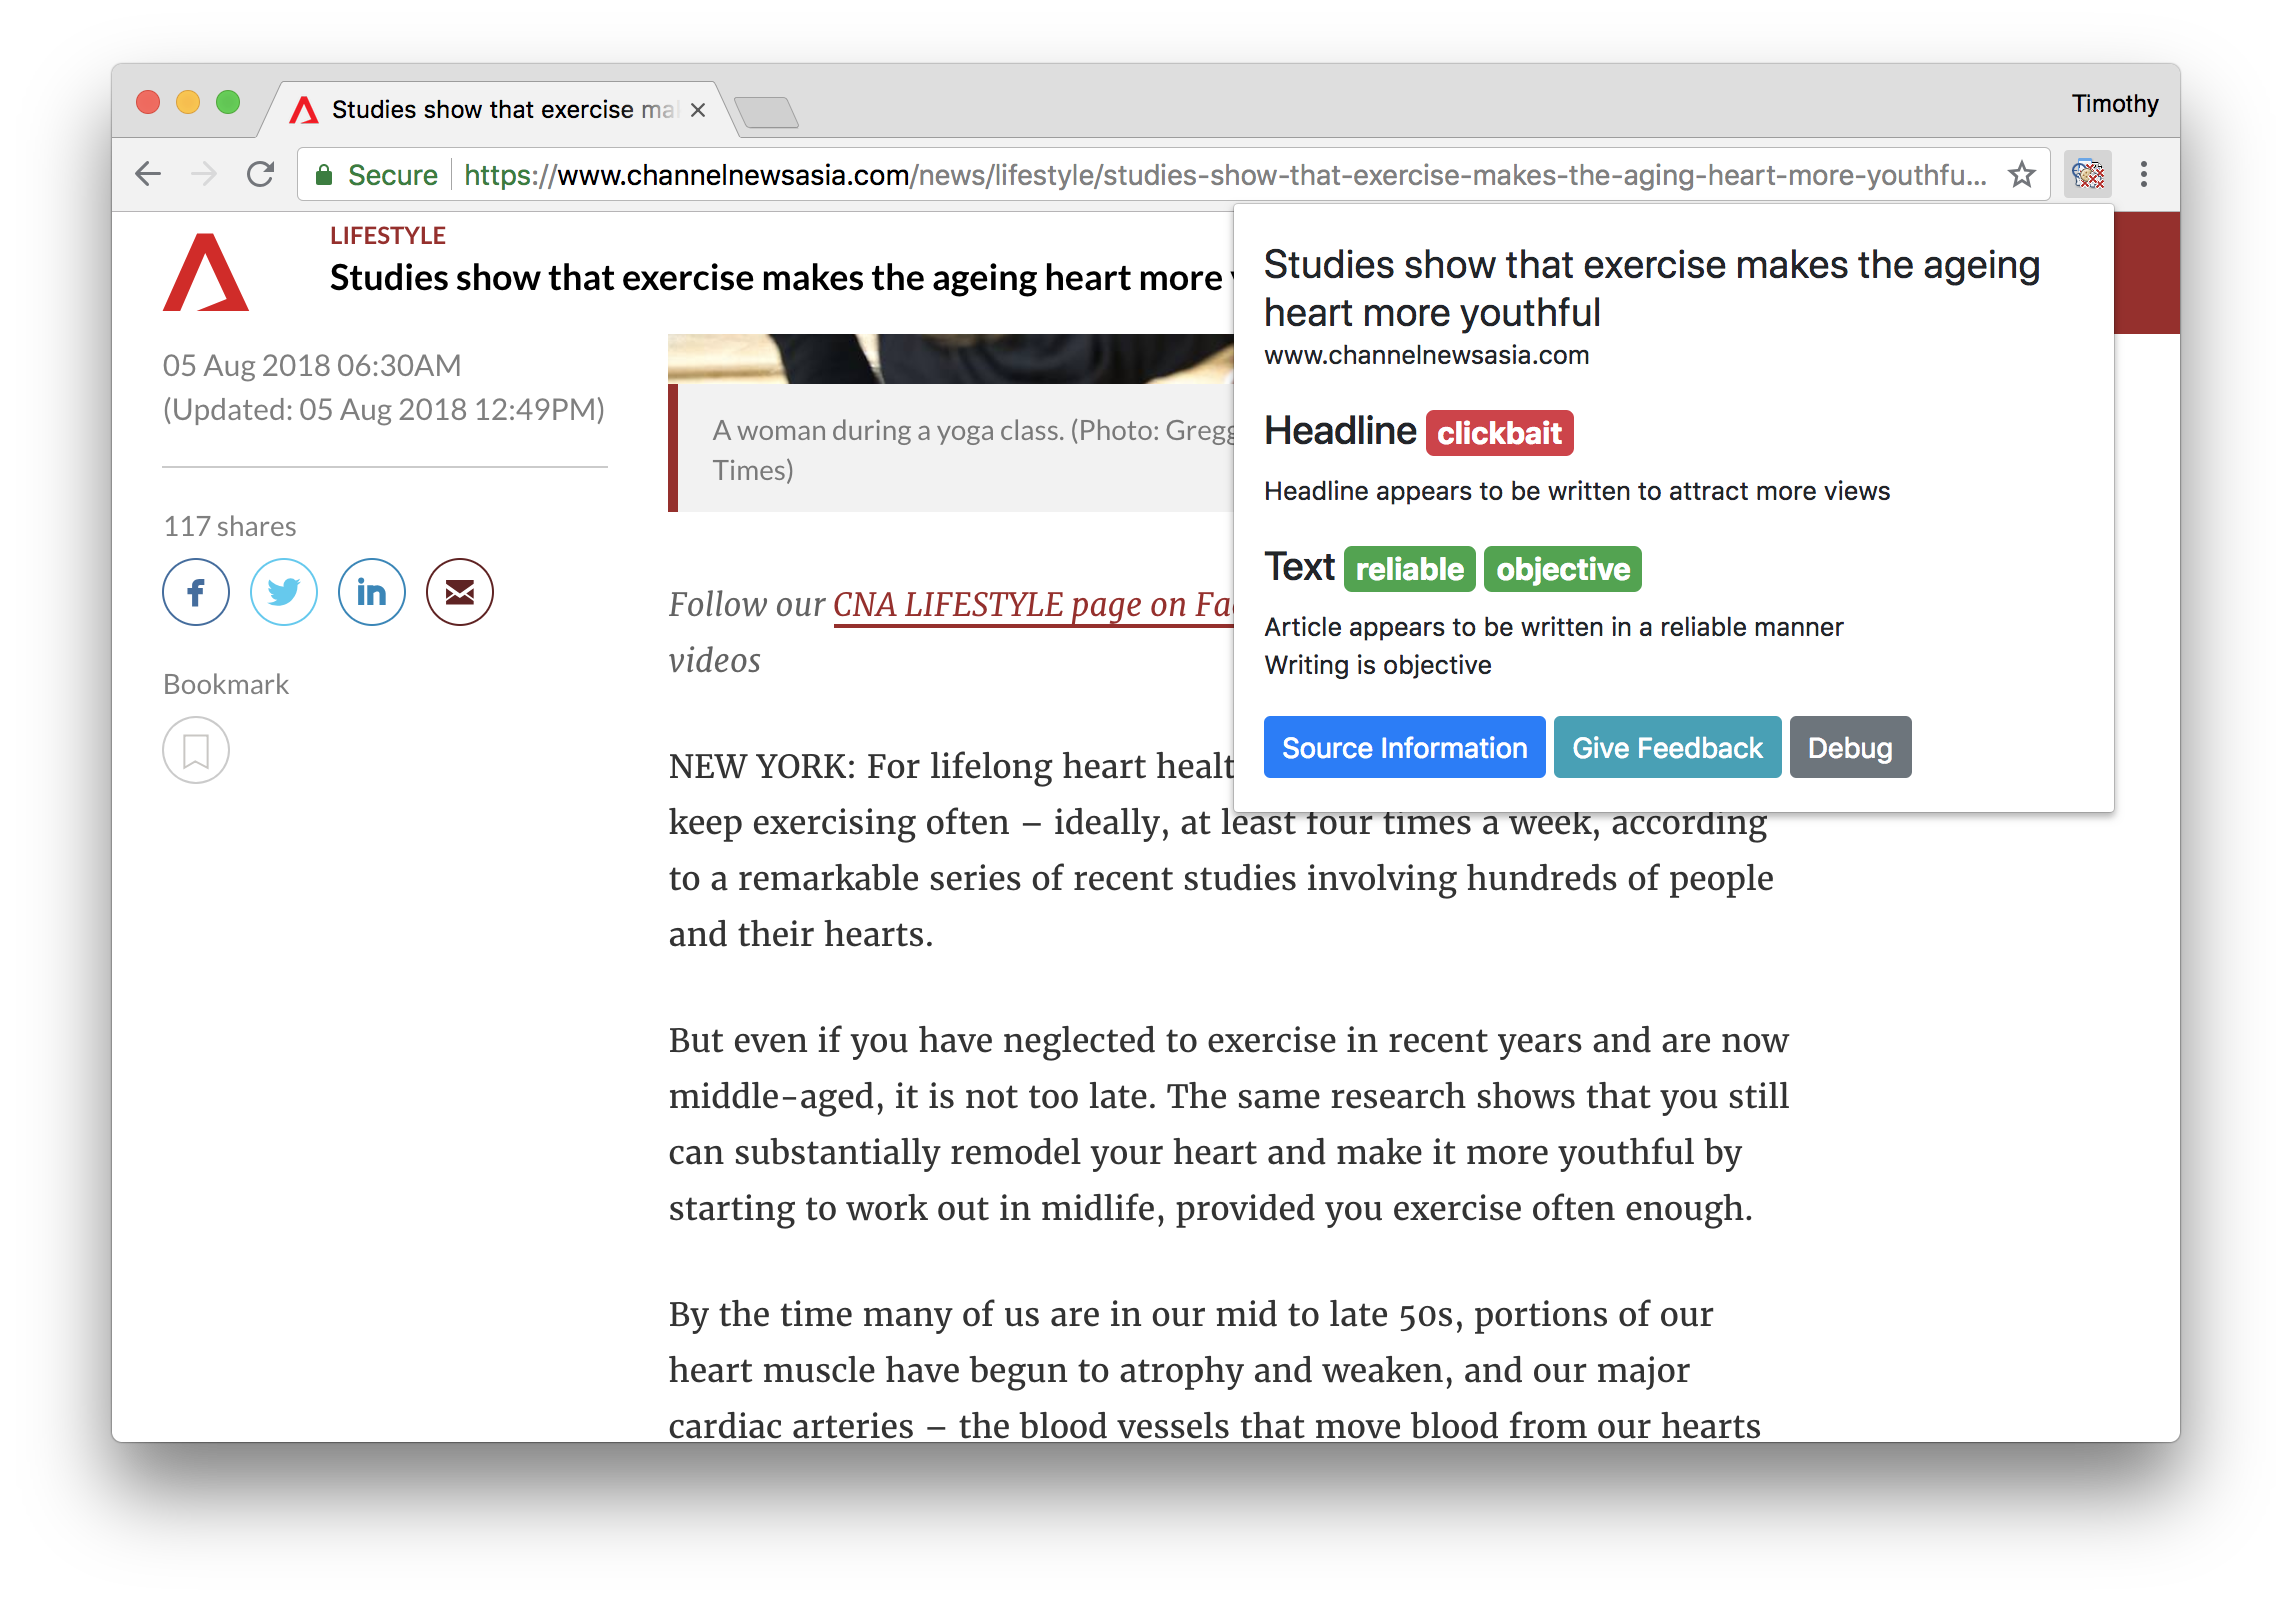 Studies show that exercise mal
Timothy
Secure https://www.channelnewsasia.com/news/lifestyle/studies-show-that-exercise-makes-the-aging-heart-more-youthfu...
LIFESTYLE
Studies show that exercise makes the ageing heart more
05 Aug 2018 06:30AM
(Updated: 05 Aug 2018 12:49PM)
117 shares
Bookmark
A woman during a yoga class. (Photo: Gregg
Times)
Follow our CNA LIFESTYLE page on Fa
videos
NEW YORK: For lifelong heart healt
keep exercising often – ideally, at least four times a week, according
to a remarkable series of recent studies involving hundreds of people
and their hearts.
But even if you have neglected to exercise in recent years and are now
middle-aged, it is not too late. The same research shows that you still
can substantially remodel your heart and make it more youthful by
starting to work out in midlife, provided you exercise often enough.
By the time many of us are in our mid to late 50s, portions of our
heart muscle have begun to atrophy and weaken, and our major
cardiac arteries – the blood vessels that move blood from our hearts
Studies show that exercise makes the ageing
heart more youthful
www.channelnewsasia.com
Headline clickbait
Headline appears to be written to attract more views
Text reliable objective
Article appears to be written in a reliable manner
Writing is objective
Source Information Give Feedback Debug